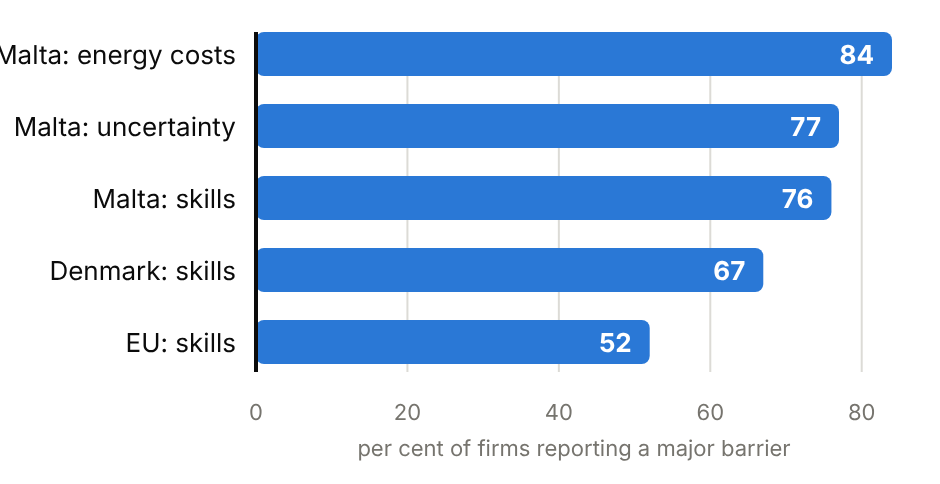 Malta: energy costs 84
Malta: uncertainty 77
Malta: skills 76
Denmark: skills 67
EU: skills 52
0 20 40 60 80
per cent of firms reporting a major barrier